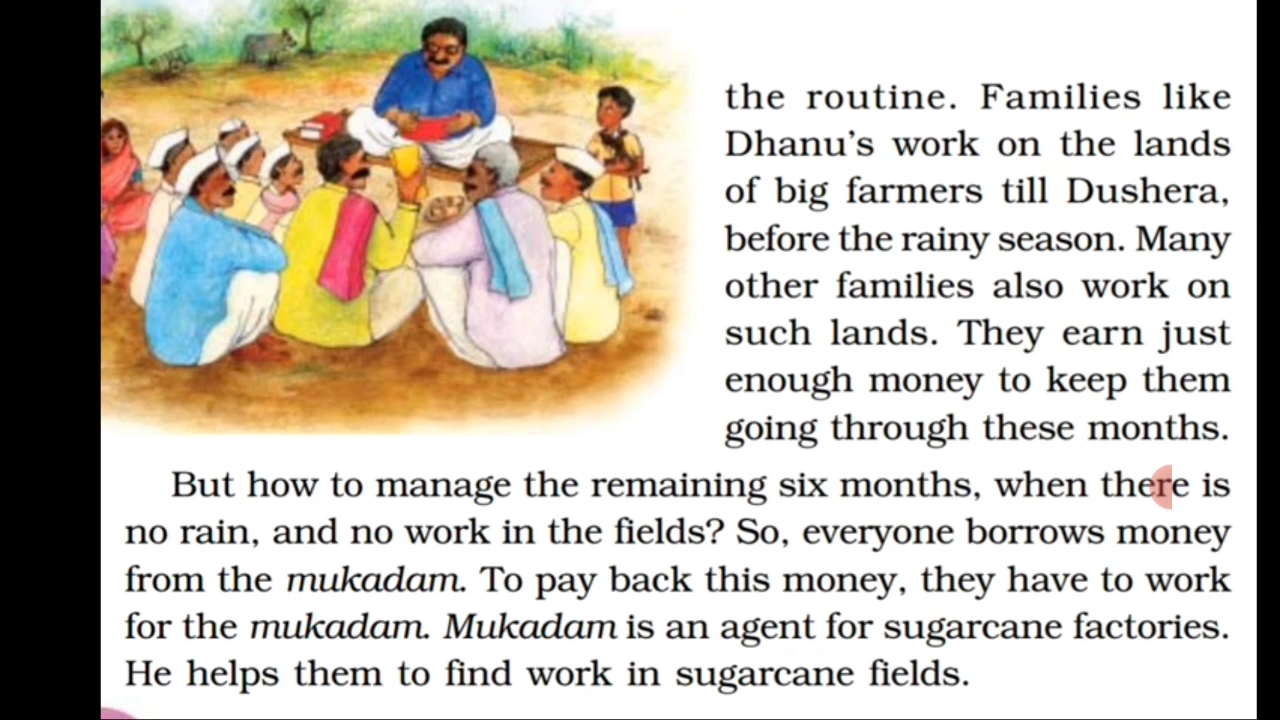 the routine. Families like
Dhanu’s work on the lands
of big farmers till Dushera,
before the rainy season. Many
other families also work on
such lands. They earn just
enough money to keep them
going through these months.
But how to manage the remaining six months, when there is
no rain, and no work in the fields? So, everyone borrows money
from the mukadam. To pay back this money, they have to work
for the mukadam. Mukadam is an agent for sugarcane factories.
He helps them to find work in sugarcane fields.